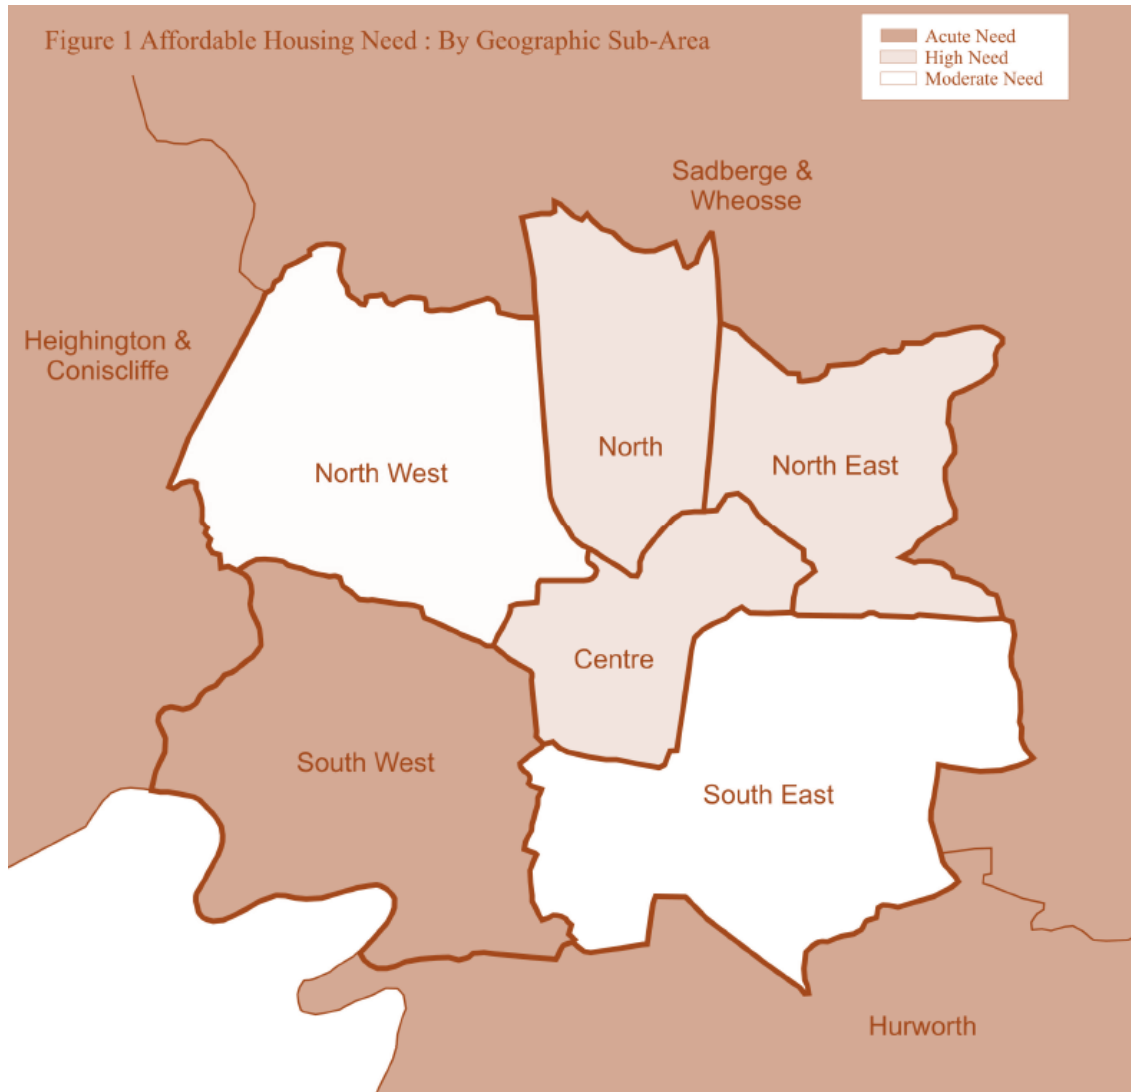 Figure 1 Affordable Housing Need : By Geographic Sub-Area
Acute Need
High Need
Moderate Need
Sadberge &
Wheosse
Heighington &
Coniscliffe
North
North East
North West
Centre
South West
South East
Hurworth